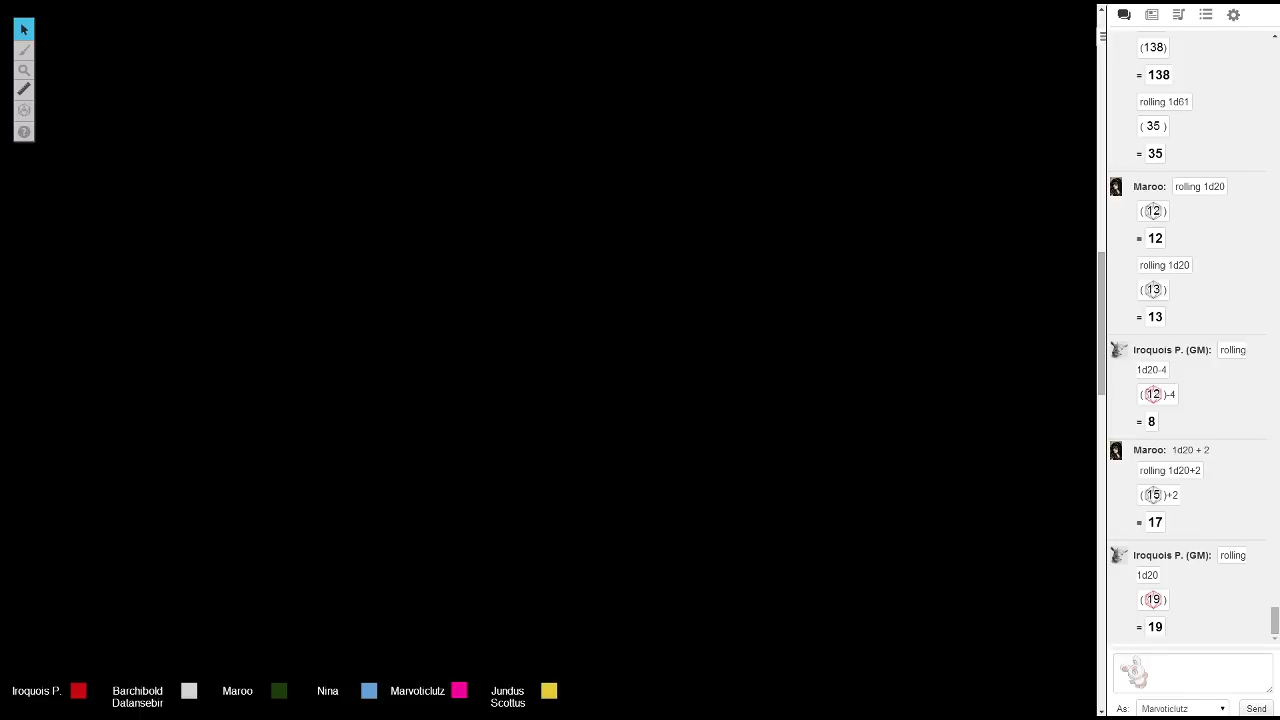 (138)
= 138
rolling 1d61
( 35 )
= 35
Maroo: rolling 1d20
(12)
= 12
rolling 1d20
(13)
= 13
Iroquois P. (GM): rolling
1d20-4
(12)-4
= 8
Maroo: 1d20 + 2
rolling 1d20+2
(15)+2
= 17
Iroquois P. (GM): rolling
1d20
(19)
= 19
As: Marvoticlutz Send
Iroquois P. Barchibold Maroo Nina Marvoticlutz Jundus
Datansebir Scottus